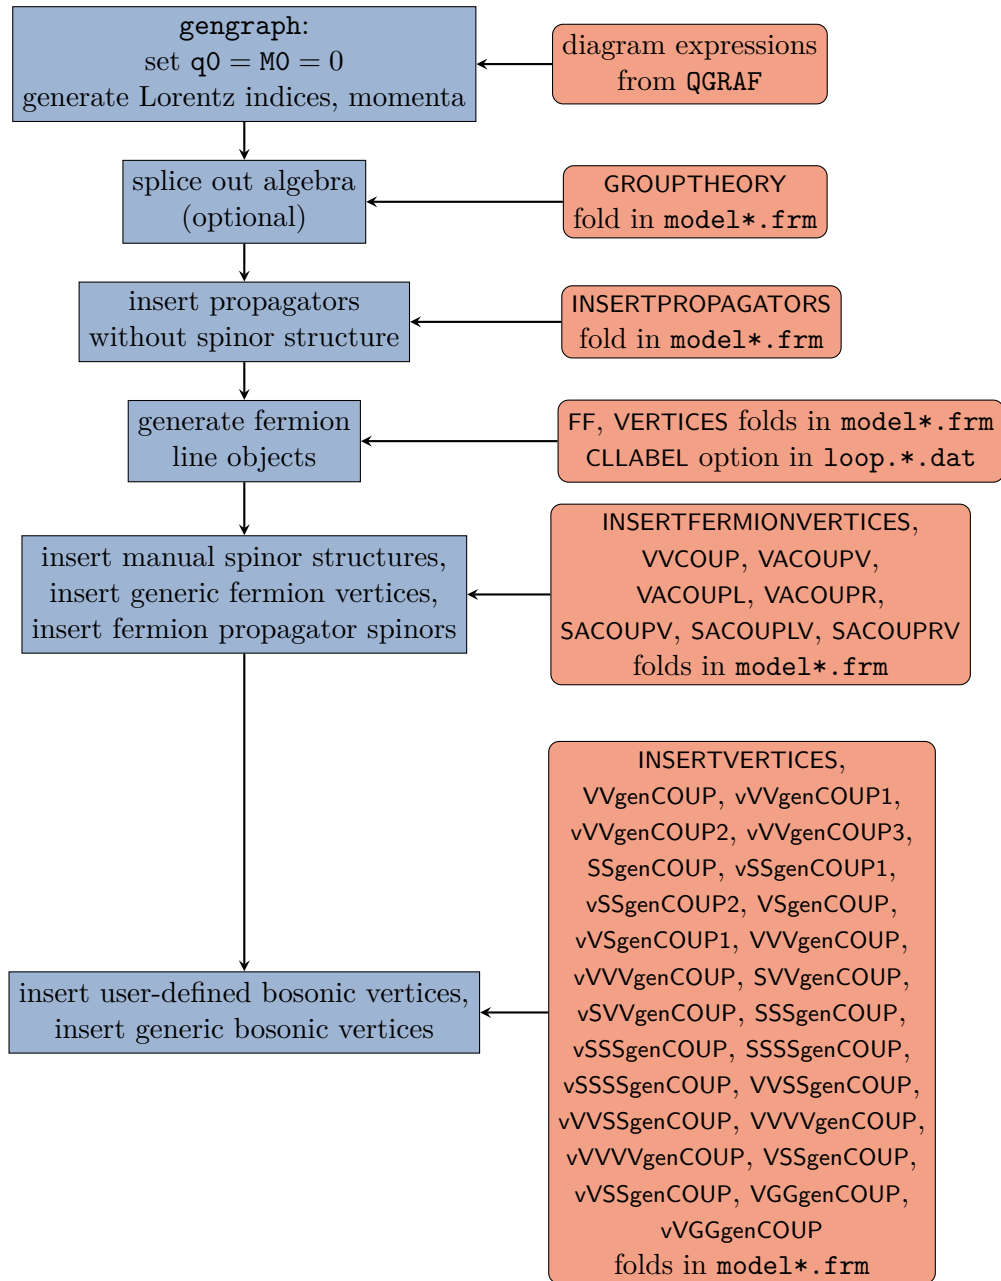 gengraph:
set q0 = M0 = 0
generate Lorentz indices, momenta
diagram expressions
from QGRAF
splice out algebra
(optional)
GROUPTHEORY
fold in model*.frm
insert propagators
without spinor structure
INSERTPROPAGATORS
fold in model*.frm
generate fermion
line objects
FF, VERTICES folds in model*.frm
CLLABEL option in loop.*.dat
insert manual spinor structures,
insert generic fermion vertices,
insert fermion propagator spinors
INSERTFERMIONVERTICES,
VVCOUP, VACOUPV,
VACOUPL, VACOUPR,
SACOUPV, SACOUPLV, SACOUPRV
folds in model*.frm
insert user-defined bosonic vertices,
insert generic bosonic vertices
INSERTVERTICES,
VVgenCOUP, vVVgenCOUP1,
vVVgenCOUP2, vVVgenCOUP3,
SSgenCOUP, vSSgenCOUP1,
vSSgenCOUP2, VSgenCOUP,
vVSgenCOUP1, VVVgenCOUP,
vVVVgenCOUP, SVVgenCOUP,
vSVVgenCOUP, SSSgenCOUP,
vSSSgenCOUP, SSSSgenCOUP,
vSSSSgenCOUP, VVSSgenCOUP,
vVVSSgenCOUP, VVVVgenCOUP,
vVVVVgenCOUP, VSSgenCOUP,
vVSSgenCOUP, VGGgenCOUP,
vVGGgenCOUP
folds in model*.frm